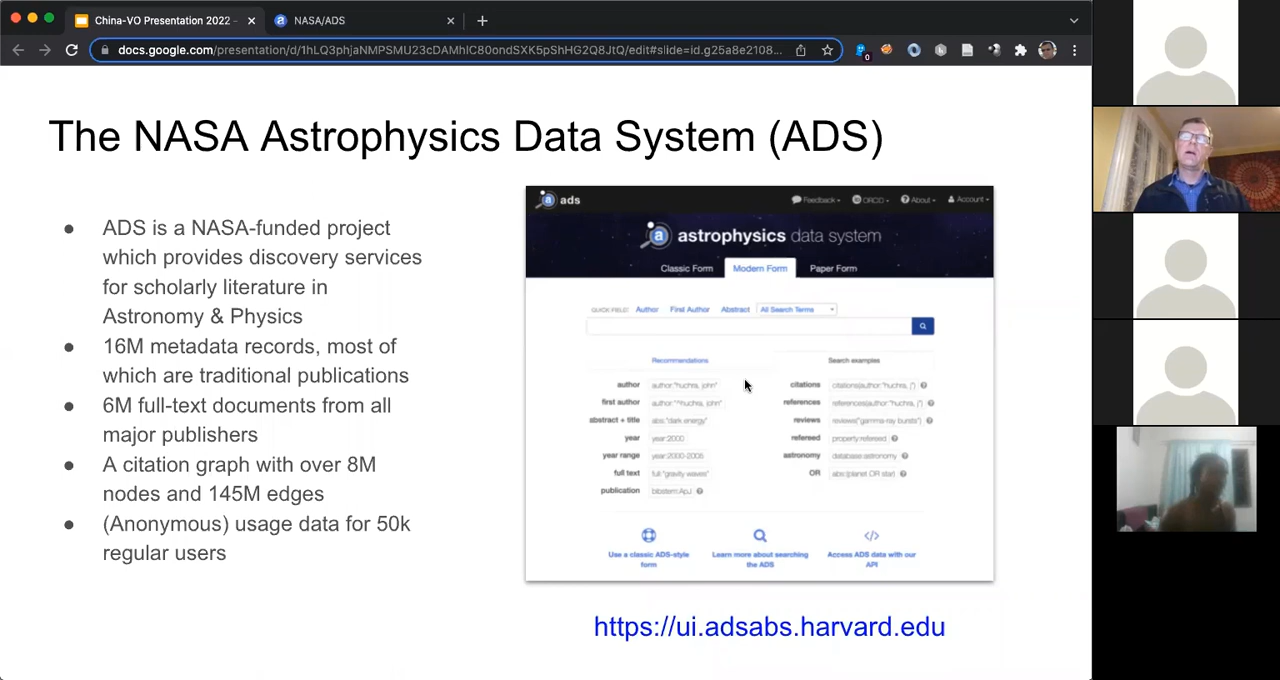 China-VO Presentation 2022 -
NASA/ADS
docs.google.com/presentation/d/1hLQ3phjaNMPSMU23cDAMhlC80ondSXK5pShHG2Q8JtQ/edit#slide=id.g25a8e2108...
0
The NASA Astrophysics Data System (ADS)
● ADS is a NASA-funded project
which provides discovery services
for scholarly literature in
Astronomy & Physics
● 16M metadata records, most of
which are traditional publications
● 6M full-text documents from all
major publishers
● A citation graph with over 8M
nodes and 145M edges
● (Anonymous) usage data for 50k
regular users
ads
Feedback ORCID About Account
astrophysics data system
Classic Form Modern Form Paper Form
QUICK FIELD: Author First Author Abstract All Search Terms
Recommendations Search examples
author author:"huchra, john" citations citations(author:"huchra, j")
first author author:"^huchra, john" references references(author:"huchra, j")
abstract + title abs:"dark energy" reviews reviews("gamma-ray bursts")
year year:2000 refereed property:refereed
year range year:2000-2005 astronomy database:astronomy
full text full:"gravity waves" OR abs:(planet OR star)
publication bibstem:ApJ
Use a classic ADS-style
form
Learn more about searching
the ADS
Access ADS data with our
API
https://ui.adsabs.harvard.edu